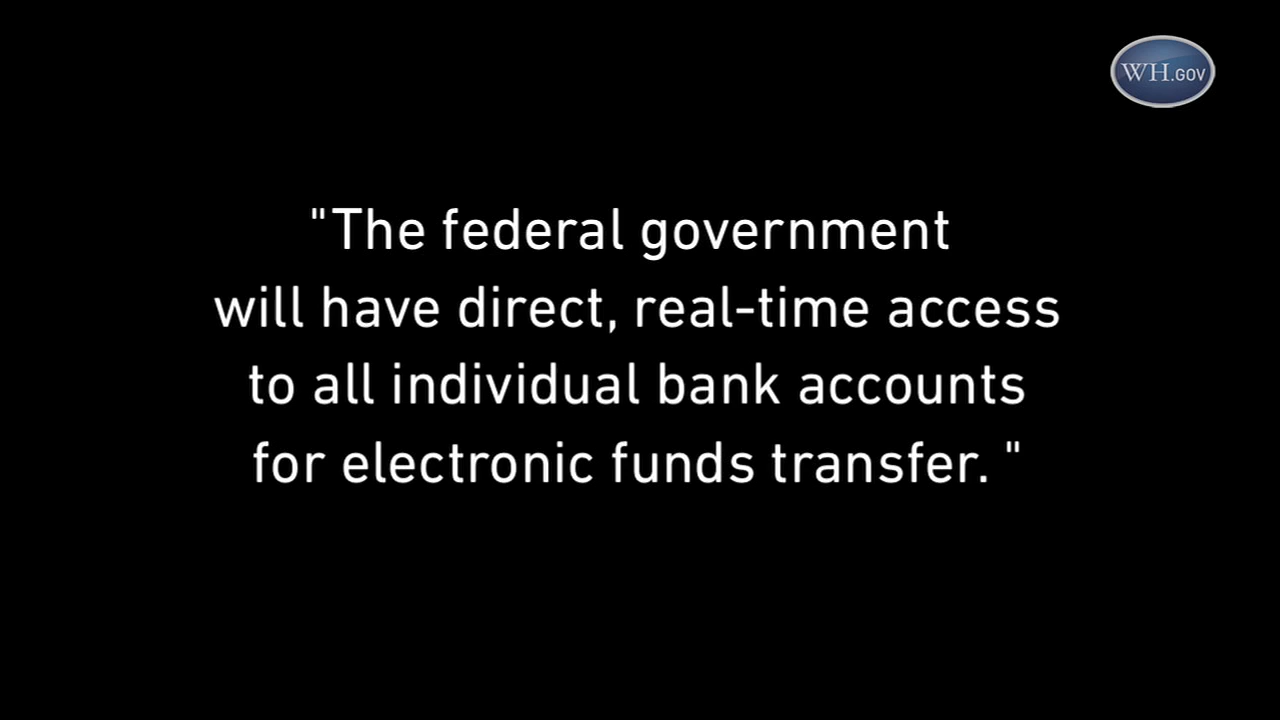 WH.GOV
"The federal government
will have direct, real-time access
to all individual bank accounts
for electronic funds transfer. "